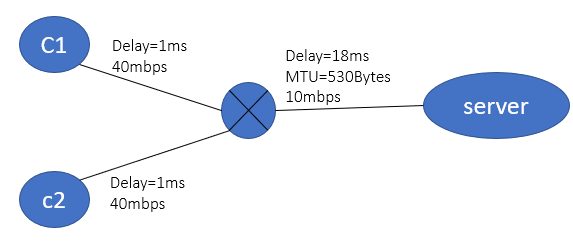 C1
Delay=1ms
40mbps
Delay=18ms
MTU=530Bytes
10mbps
server
c2
Delay=1ms
40mbps